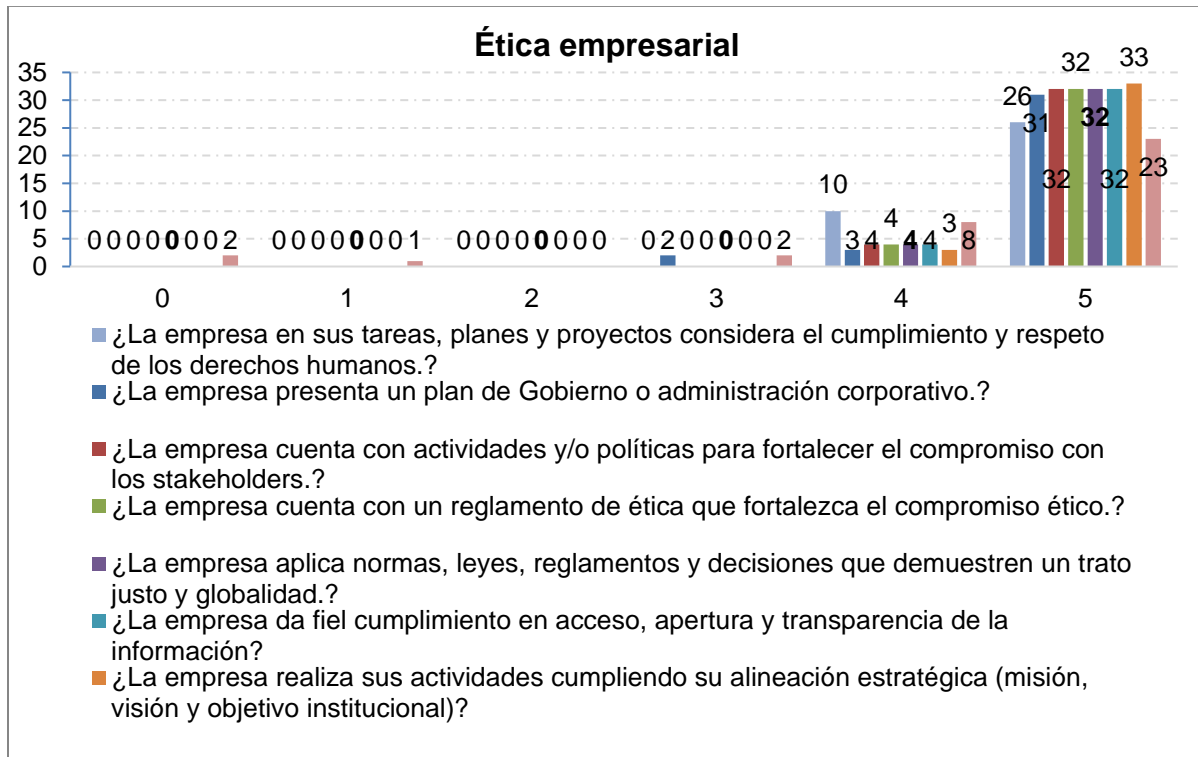 Ética empresarial
35
30
25
20
15
10
5
0
0 0 0 0 0 0 0 2
0 0 0 0 0 0 0 1
0 0 0 0 0 0 0 0
0 2 0 0 0 0 0 2
10 3 4 4 4 4 3 8
26 31 32 32 32 32 33 23
0 1 2 3 4 5
¿La empresa en sus tareas, planes y proyectos considera el cumplimiento y respeto
de los derechos humanos.?
¿La empresa presenta un plan de Gobierno o administración corporativo.?
¿La empresa cuenta con actividades y/o políticas para fortalecer el compromiso con
los stakeholders.?
¿La empresa cuenta con un reglamento de ética que fortalezca el compromiso ético.?
¿La empresa aplica normas, leyes, reglamentos y decisiones que demuestren un trato
justo y globalidad.?
¿La empresa da fiel cumplimiento en acceso, apertura y transparencia de la
información?
¿La empresa realiza sus actividades cumpliendo su alineación estratégica (misión,
visión y objetivo institucional)?